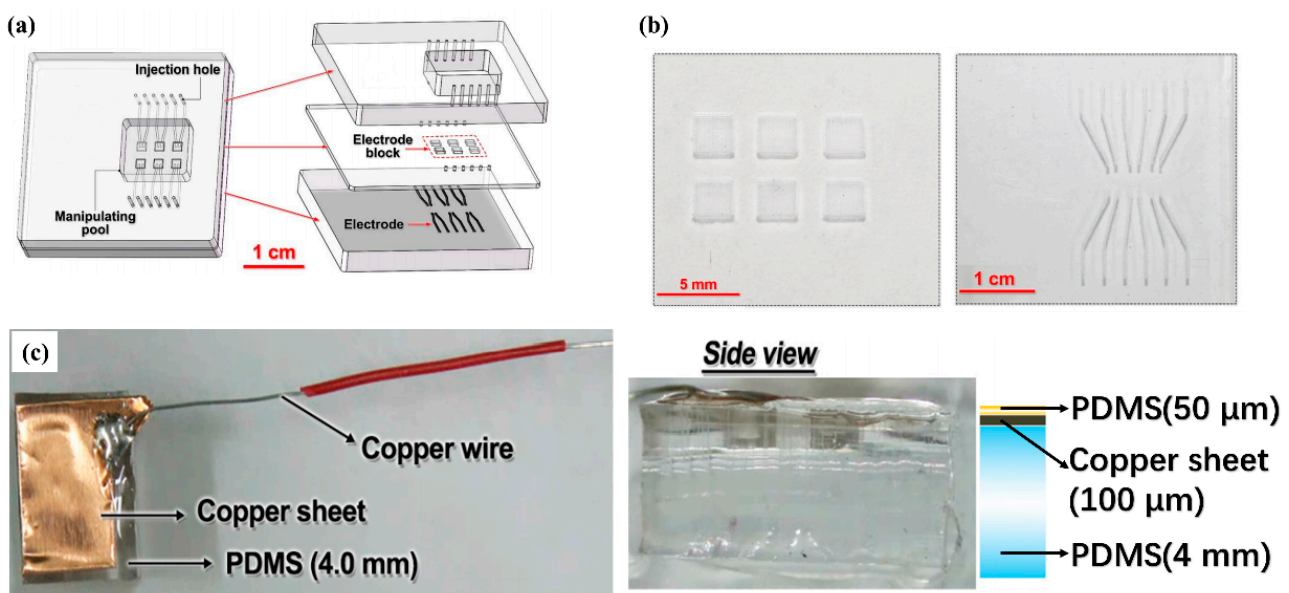 (a)
Injection hole
Manipulating
pool
1 cm
Electrode
block
Electrode
(b)
5 mm
1 cm
(c)
Copper wire
Copper sheet
PDMS (4.0 mm)
Side view
PDMS(50 μm)
Copper sheet
(100 μm)
PDMS(4 mm)